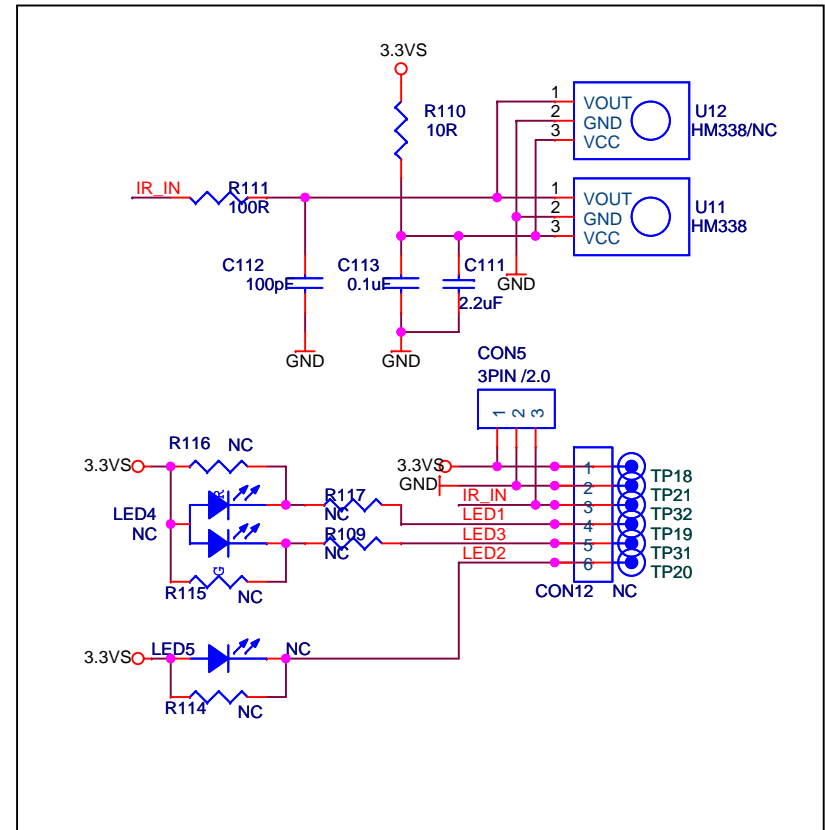 3.3VS
R110
10R
1
2
3
VOUT
GND
VCC
U12
HM338/NC
IR_IN
R111
100R
1
2
3
VOUT
GND
VCC
U11
HM338
C112
100pF
C113
0.1uF
C111
2.2uF
GND
GND
GND
CON5
3PIN /2.0
1
2
3
R116
NC
3.3VS
R
LED4
NC
R117
NC
R109
NC
G
R115
NC
3.3VS
GND
IR_IN
LED1
LED3
LED2
1
2
3
4
5
6
TP18
TP21
TP32
TP19
TP31
TP20
CON12
NC
LED5
NC
3.3VS
R114
NC